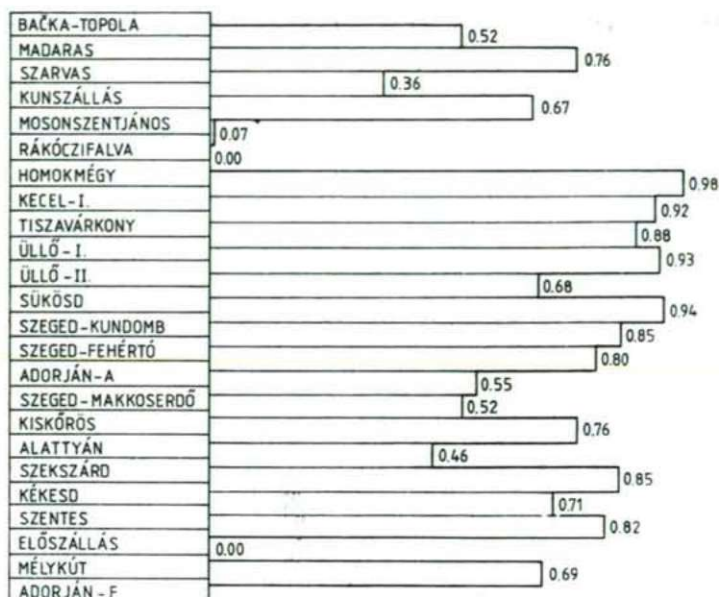 BAČKA-TOPOLA 0.52
MADARAS 0.76
SZARVAS 0.36
KUNSZÁLLÁS 0.67
MOSONSZENTJÁNOS 0.07
RÁKÓCZIFALVA 0.00
HOMOKMÉGY 0.98
KECEL-I. 0.92
TISZAVÁRKONY 0.88
ÜLLŐ-I. 0.93
ÜLLŐ-II. 0.68
SÜKÖSD 0.94
SZEGED-KUNDOMB 0.85
SZEGED-FEHÉRTÓ 0.80
ADORJÁN-A 0.55
SZEGED-MAKKOSERDŐ 0.52
KISKŐRÖS 0.76
ALATTYÁN 0.46
SZEKSZÁRD 0.85
KÉKESD 0.71
SZENTES 0.82
ELŐSZÁLLÁS 0.00
MÉLYKÚT 0.69